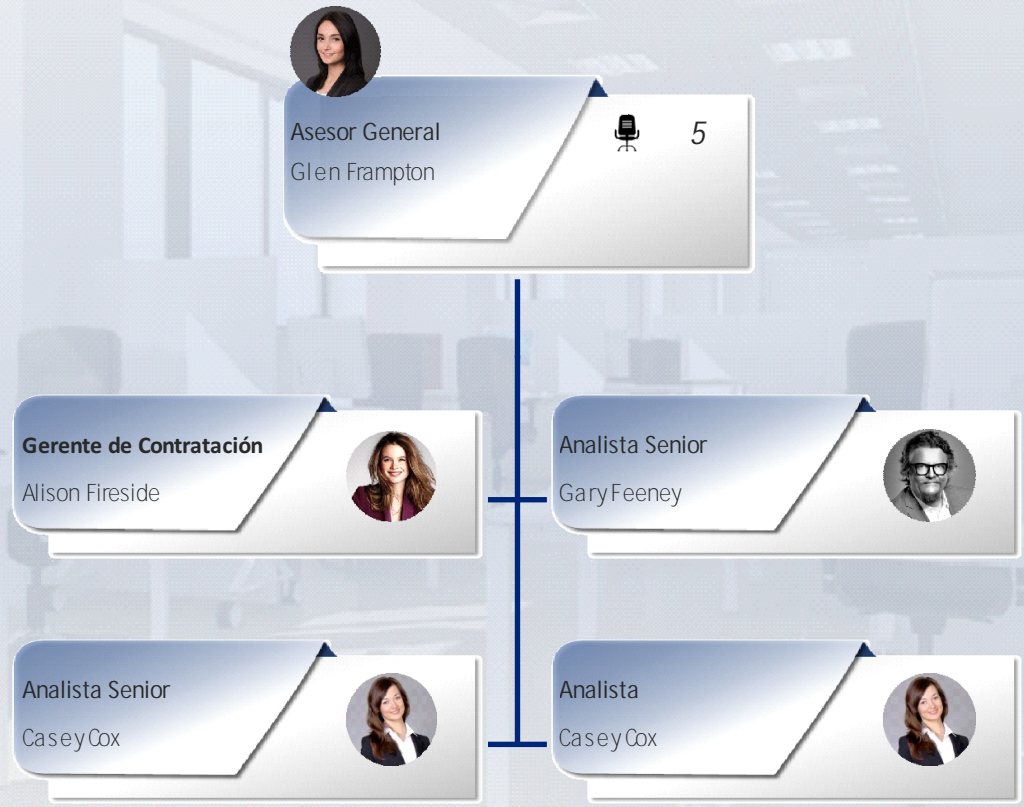 Asesor General
5
Glen Frampton
Gerente de Contratación
Alison Fireside
Analista Senior
Gary Feeney
Analista Senior
Casey Cox
Analista
Casey Cox